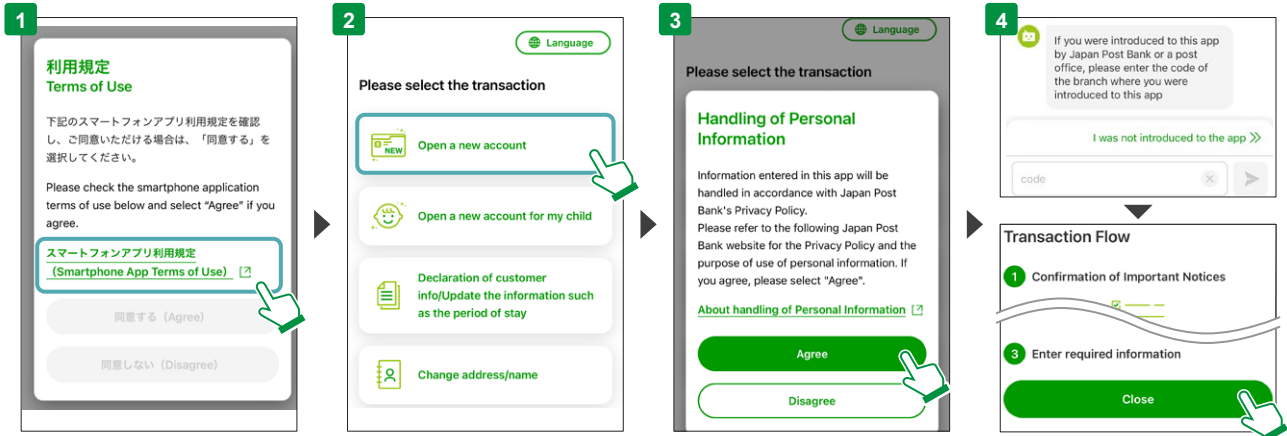 1
利用規定
Terms of Use
下記のスマートフォンアプリ利用規定を確認
し、ご同意いただける場合は、「同意する」を
選択してください。
Please check the smartphone application
terms of use below and select “Agree” if you
agree.
スマートフォンアプリ利用規定
（Smartphone App Terms of Use）
同意する（Agree）
同意しない（Disagree）
2
Language
Please select the transaction
NEW
Open a new account
Open a new account for my child
Declaration of customer
info/Update the information such
as the period of stay
Change address/name
3
Language
Please select the transaction
Handling of Personal
Information
Information entered in this app will be
handled in accordance with Japan Post
Bank's Privacy Policy.
Please refer to the following Japan Post
Bank website for the Privacy Policy and the
purpose of use of personal information. If
you agree, please select "Agree".
About handling of Personal Information
Agree
Disagree
4
If you were introduced to this app
by Japan Post Bank or a post
office, please enter the code of
the branch where you were
introduced to this app
I was not introduced to the app
code
Transaction Flow
1 Confirmation of Important Notices
3 Enter required information
Close